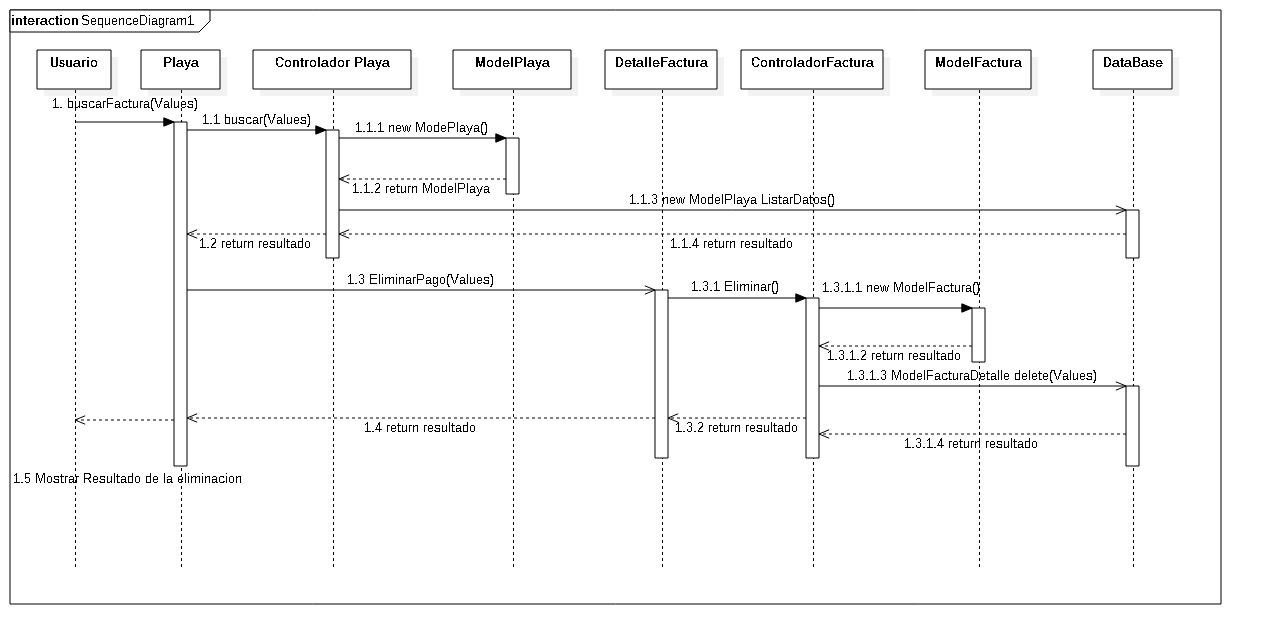 interaction SequenceDiagram1
Usuario
Playa
Controlador Playa
ModelPlaya
DetalleFactura
ControladorFactura
ModelFactura
DataBase
1. buscarFactura(Values)
1.1 buscar(Values)
1.1.1 new ModePlaya()
1.1.2 return ModelPlaya
1.1.3 new ModelPlaya ListarDatos()
1.2 return resultado
1.1.4 return resultado
1.3 EliminarPago(Values)
1.3.1 Eliminar()
1.3.1.1 new ModelFactura()
1.3.1.2 return resultado
1.3.1.3 ModelFacturaDetalle delete(Values)
1.4 return resultado
1.3.2 return resultado
1.3.1.4 return resultado
1.5 Mostrar Resultado de la eliminacion